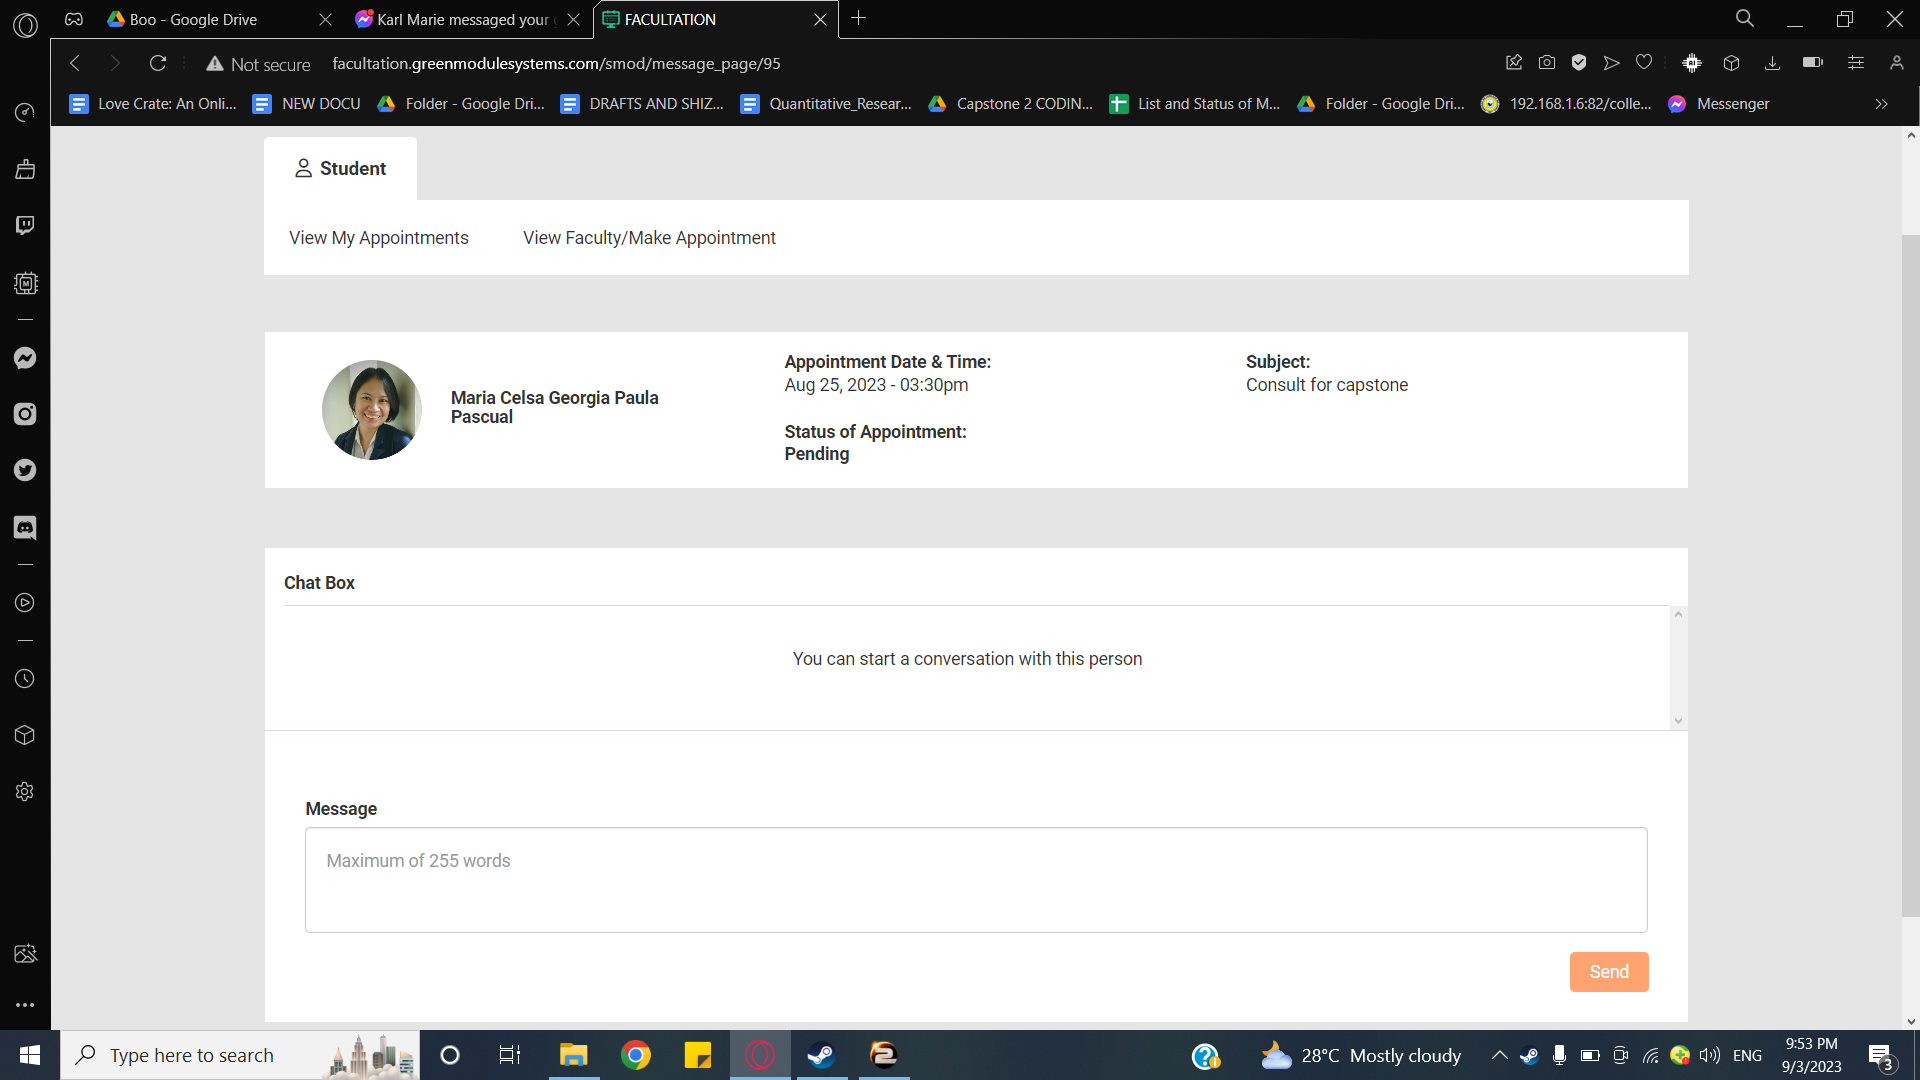 Boo - Google Drive
Karl Marie messaged your
FACULTATION
Not secure
facultation.greenmodulesystems.com/smod/message_page/95
Love Crate: An Onli...
NEW DOCU
Folder - Google Dri...
DRAFTS AND SHIZ...
Quantitative_Resear...
Capstone 2 CODIN...
List and Status of M...
Folder - Google Dri...
192.168.1.6:82/colle...
Messenger
Student
View My Appointments
View Faculty/Make Appointment
Maria Celsa Georgia Paula
Pascual
Appointment Date & Time:
Aug 25, 2023 - 03:30pm
Status of Appointment:
Pending
Subject:
Consult for capstone
Chat Box
You can start a conversation with this person
Message
Maximum of 255 words
Send
Type here to search
28°C Mostly cloudy
ENG
9:53 PM
9/3/2023
3